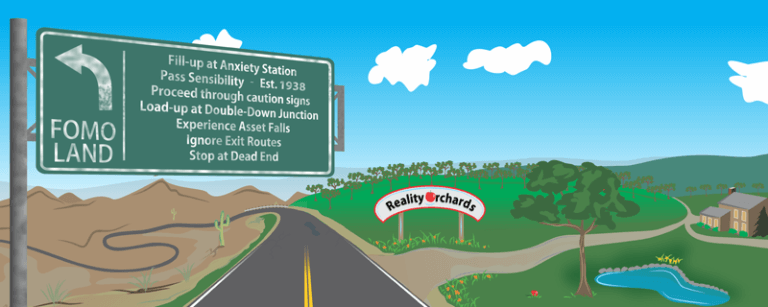 FOMO
LAND
Fill-up at Anxiety Station
Pass Sensibility - Est. 1938
Proceed through caution signs
Load-up at Double-Down Junction
Experience Asset Falls
Ignore Exit Routes
Stop at Dead End
Reality Orchards